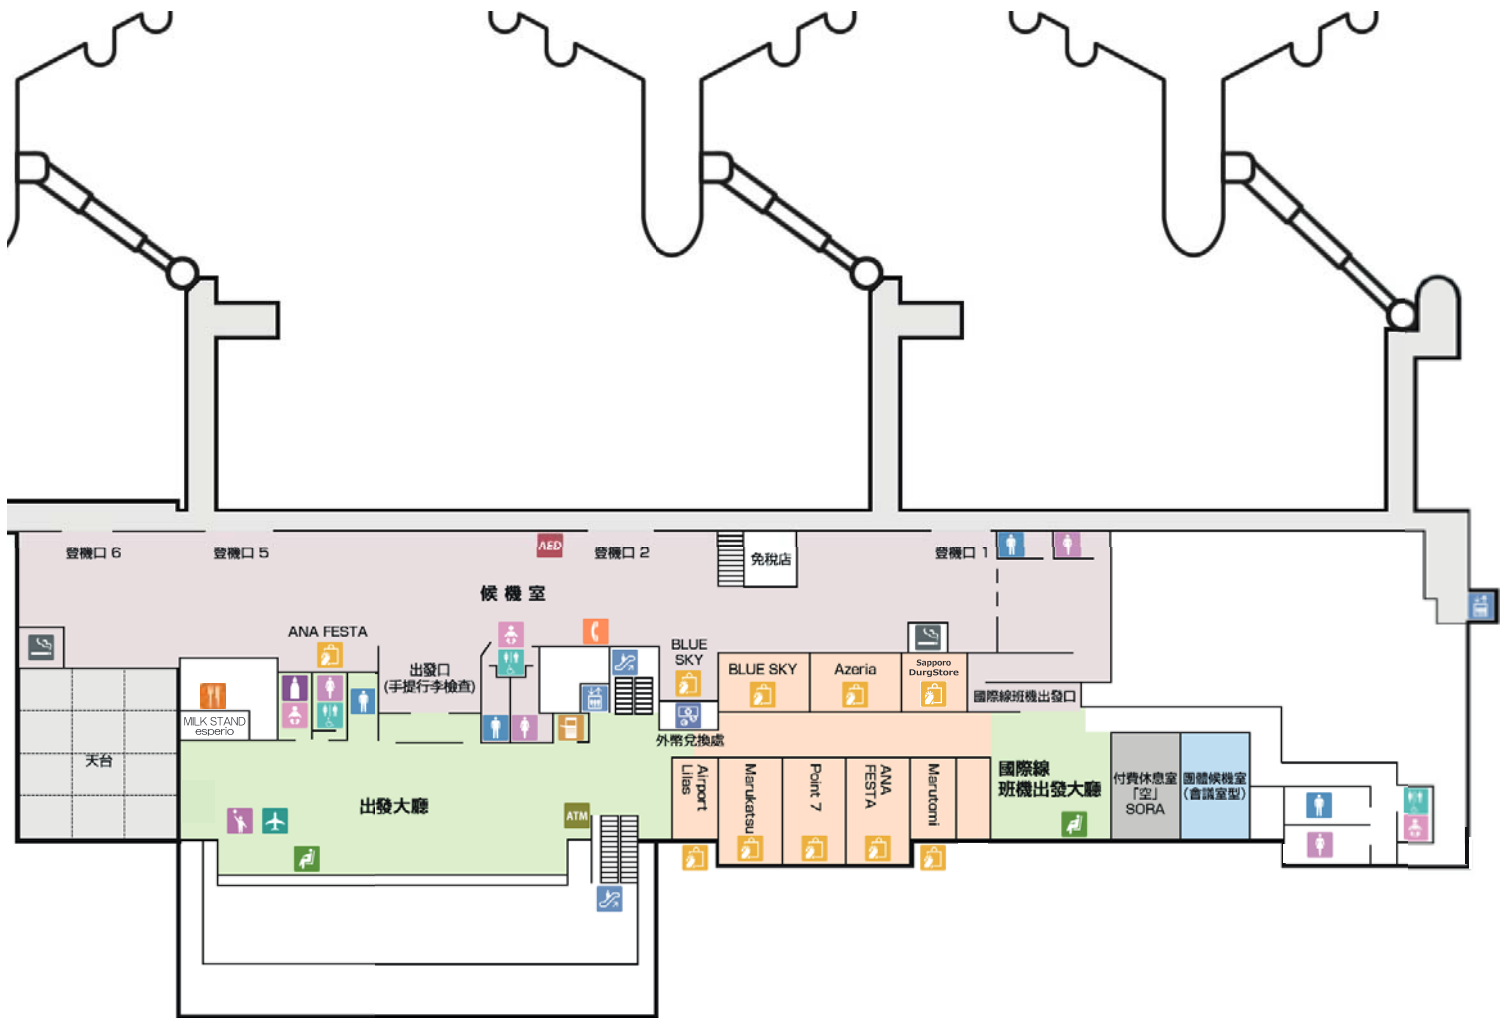 登機口 6
登機口 5
AED
登機口 2
免稅店
登機口 1
候機室
ANA FESTA
出發口
(手提行李檢查)
BLUE
SKY
BLUE SKY
Azeria
Sapporo
DurgStore
國際線班機出發口
MILK STAND
esperio
外幣兌換處
天台
出發大廳
ATM
Airport
Lilas
Marukatsu
Point 7
ANA
FESTA
Marutomi
國際線
班機出發大廳
付費休息室
「空」
SORA
團體候機室
(會議室型)